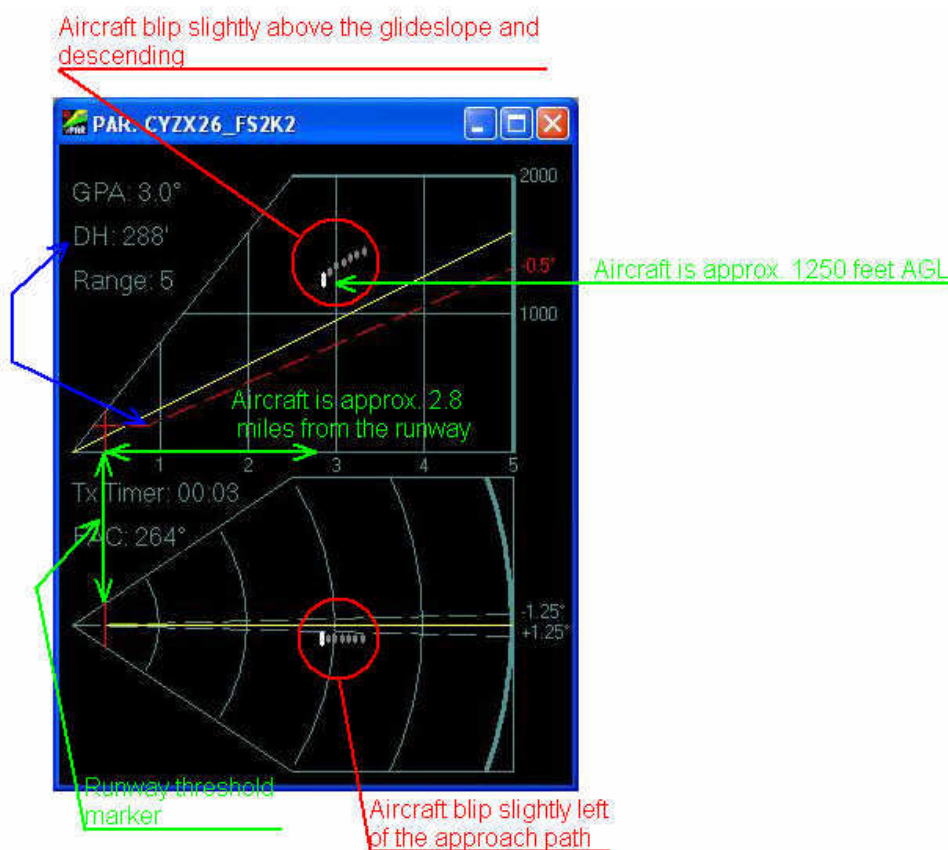 Aircraft blip slightly above the glideslope and
descending
PAR: CYZX26_FS2K2
GPA: 3.0°
DH: 288'
Range: 5
2000
-0.5°
1000
Aircraft is approx. 1250 feet AGL
Aircraft is approx. 2.8
miles from the runway
1
2
3
4
5
Tx Timer: 00:03
FAC: 264°
-1.25°
+1.25°
Runway threshold
marker
Aircraft blip slightly left
of the approach path